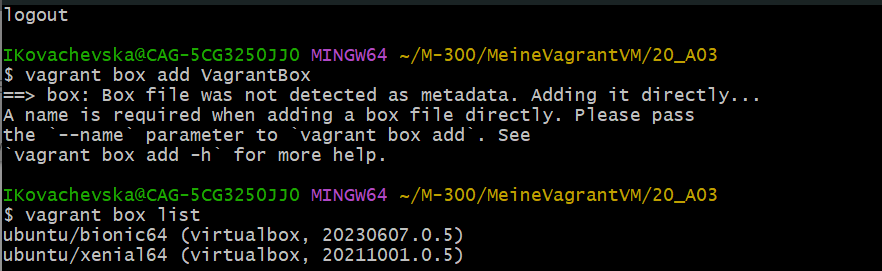 logout
IKovachevska@CAG-5CG3250JJ0 MINGW64 ~/M-300/MeineVagrantVM/20_A03
$ vagrant box add VagrantBox
==> box: Box file was not detected as metadata. Adding it directly...
A name is required when adding a box file directly. Please pass
the `--name` parameter to `vagrant box add`. See
`vagrant box add -h` for more help.
IKovachevska@CAG-5CG3250JJ0 MINGW64 ~/M-300/MeineVagrantVM/20_A03
$ vagrant box list
ubuntu/bionic64 (virtualbox, 20230607.0.5)
ubuntu/xenial64 (virtualbox, 20211001.0.5)